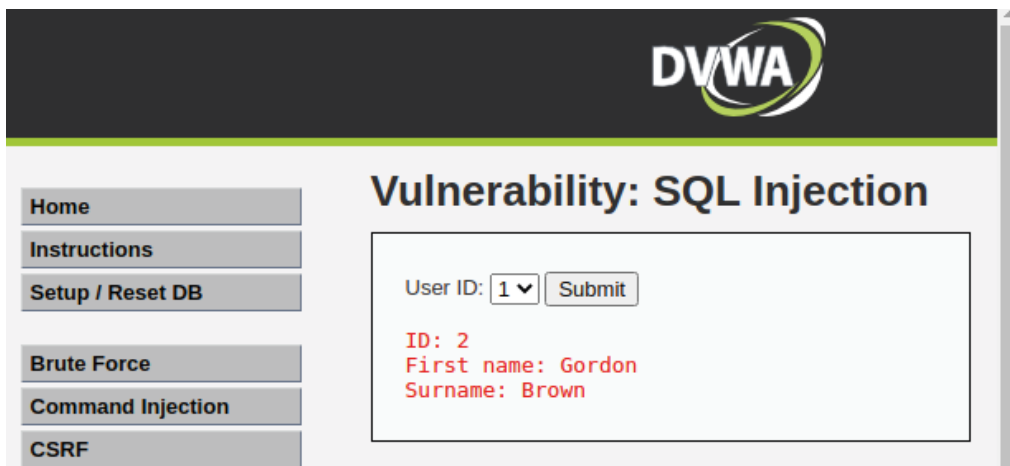 DVWA
Home
Instructions
Setup / Reset DB
Brute Force
Command Injection
CSRF
Vulnerability: SQL Injection
User ID: 1 Submit
ID: 2
First name: Gordon
Surname: Brown